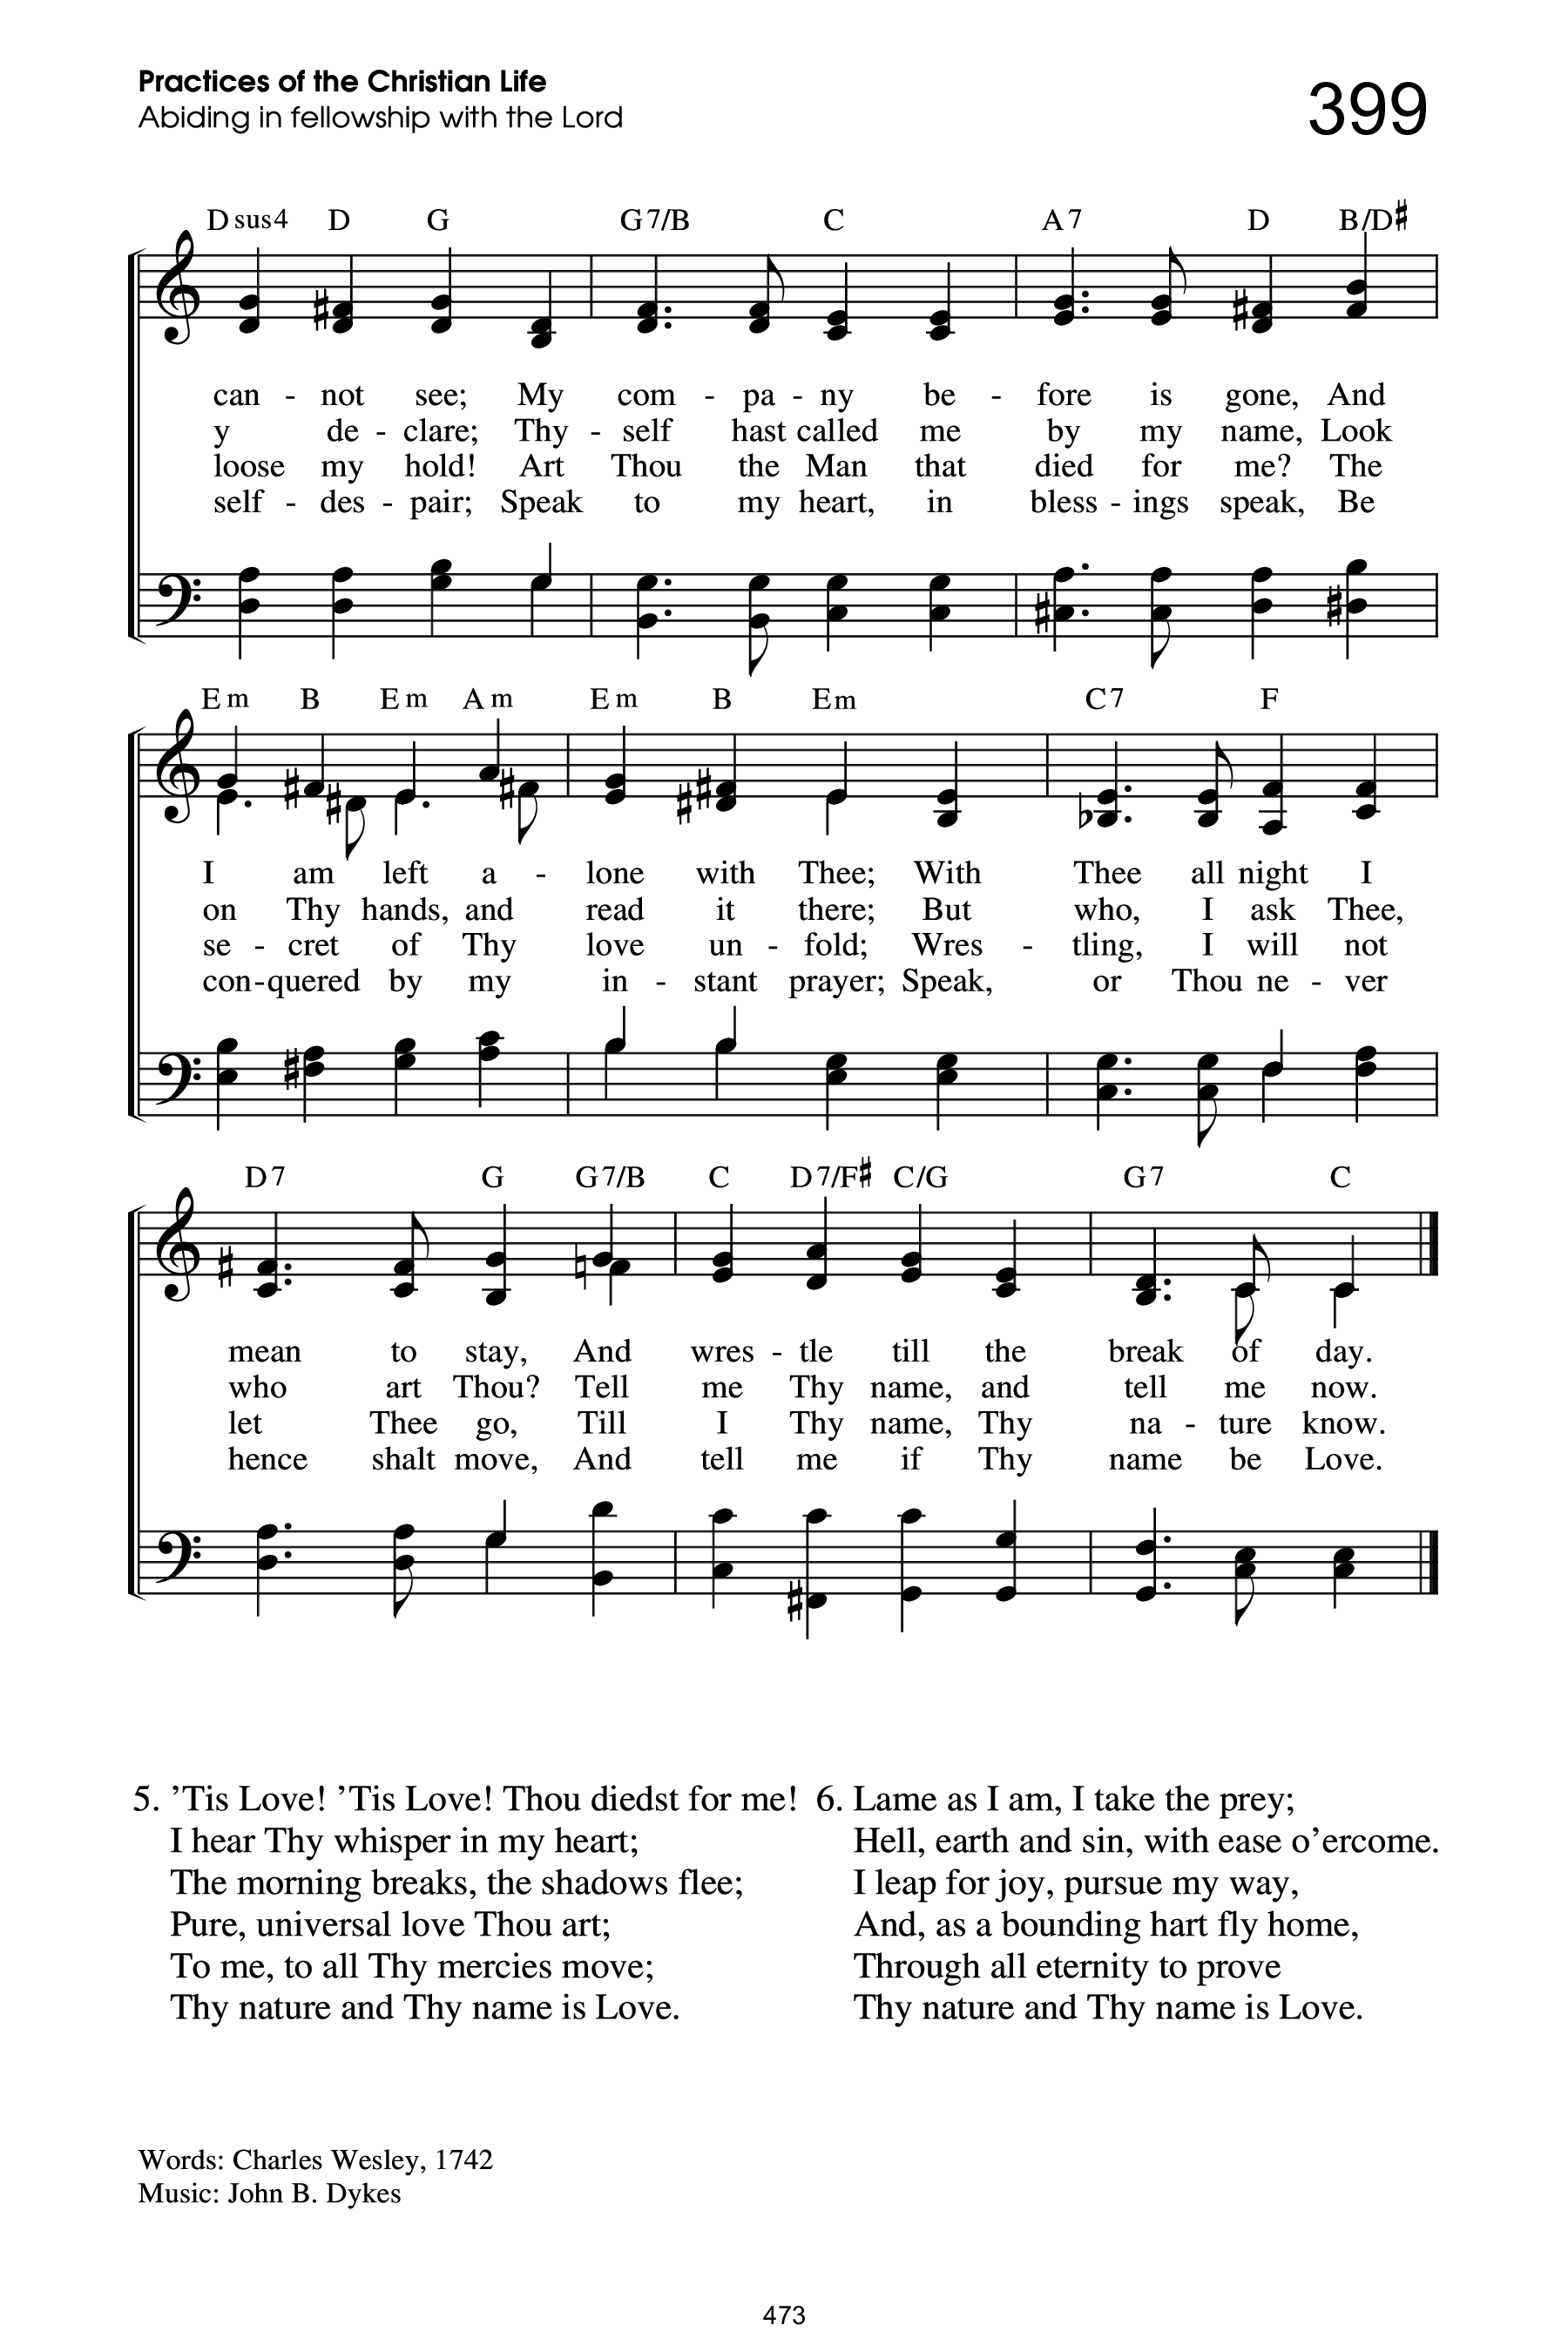 Practices of the Christian Life
Abiding in fellowship with the Lord
399
D sus4 D G G7/B C A7 D B/D♯
can - not see; My com - pa - ny be - fore is gone, And
y de - clare; Thy - self hast called me by my name, Look
loose my hold! Art Thou the Man that died for me? The
self - des - pair; Speak to my heart, in bless - ings speak, Be
Em B Em Am Em B Em C7 F
I am left a - lone with Thee; With Thee all night I
on Thy hands, and read it there; But who, I ask Thee,
se - cret of Thy love un - fold; Wres - tling, I will not
con - quered by my in - stant prayer; Speak, or Thou ne - ver
D7 G G7/B C D7/F♯ C/G G7 C
mean to stay, And wres - tle till the break of day.
who art Thou? Tell me Thy name, and tell me now.
let Thee go, Till I Thy name, Thy na - ture know.
hence shalt move, And tell me if Thy name be Love.
5. ’Tis Love! ’Tis Love! Thou diedst for me!
I hear Thy whisper in my heart;
The morning breaks, the shadows flee;
Pure, universal love Thou art;
To me, to all Thy mercies move;
Thy nature and Thy name is Love.
6. Lame as I am, I take the prey;
Hell, earth and sin, with ease o’ercome.
I leap for joy, pursue my way,
And, as a bounding hart fly home,
Through all eternity to prove
Thy nature and Thy name is Love.
Words: Charles Wesley, 1742
Music: John B. Dykes
473